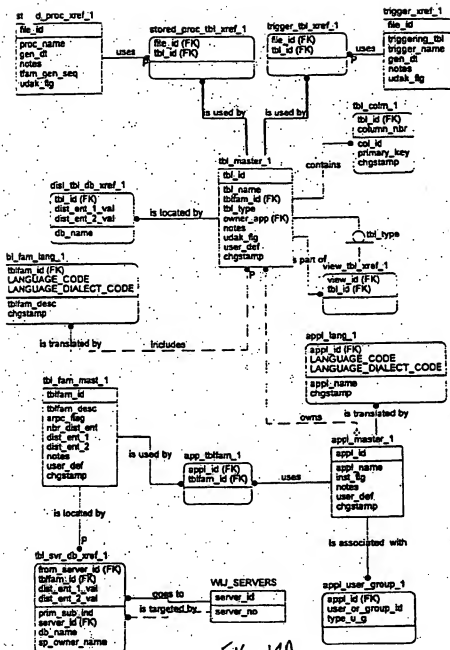 st d_proc_xref_1
file_id
proc_name
gen_dt
notes
tfam_gen_seq
udak_flg
uses
P
stored_proc_tbl_xref_1
file_id (FK)
tbl_id (FK)
trigger_tbl_xref_1
file_id (FK)
tbl_id (FK)
uses
P
trigger_xref_1
file_id
triggering_tbl
trigger_name
gen_dt
notes
udak_flg
is used by
is used by
tbl_master_1
tbl_id
tbl_name
tblfam_id (FK)
tbl_type
owner_app (FK)
notes
udak_flg
user_def
chgstamp
P
contains
tbl_colm_1
tbl_id (FK)
column_nbr
col_id
primary_key
chgstamp
dist_tbl_db_xref_1
tbl_id (FK)
dist_ent_1_val
dist_ent_2_val
db_name
is located by
tbl_type
is part of
view_tbl_xref_1
view_id (FK)
tbl_id (FK)
bl_fam_lang_1
tblfam_id (FK)
LANGUAGE_CODE
LANGUAGE_DIALECT_CODE
tblfam_desc
chgstamp
is translated by
includes
appl_lang_1
appl_id (FK)
LANGUAGE_CODE
LANGUAGE_DIALECT_CODE
appl_name
chgstamp
is translated by
owns
tbl_fam_mast_1
tblfam_id
tblfam_desc
arpc_flag
nbr_dist_ent
dist_ent_1
dist_ent_2
notes
user_def
chgstamp
is used by
app_tblfam_1
appl_id (FK)
tblfam_id (FK)
uses
appl_master_1
appl_id
appl_name
inst_flg
notes
user_def
chgstamp
is located by
P
is associated with
tbl_svr_db_xref_1
from_server_id (FK)
tblfam_id (FK)
dist_ent_1_val
dist_ent_2_val
prim_sub_ind
server_id (FK)
db_name
sp_owner_name
goes to
is targeted by
WIJ_SERVERS
server_id
server_no
appl_user_group_1
appl_id (FK)
user_or_group_id
type_u_g